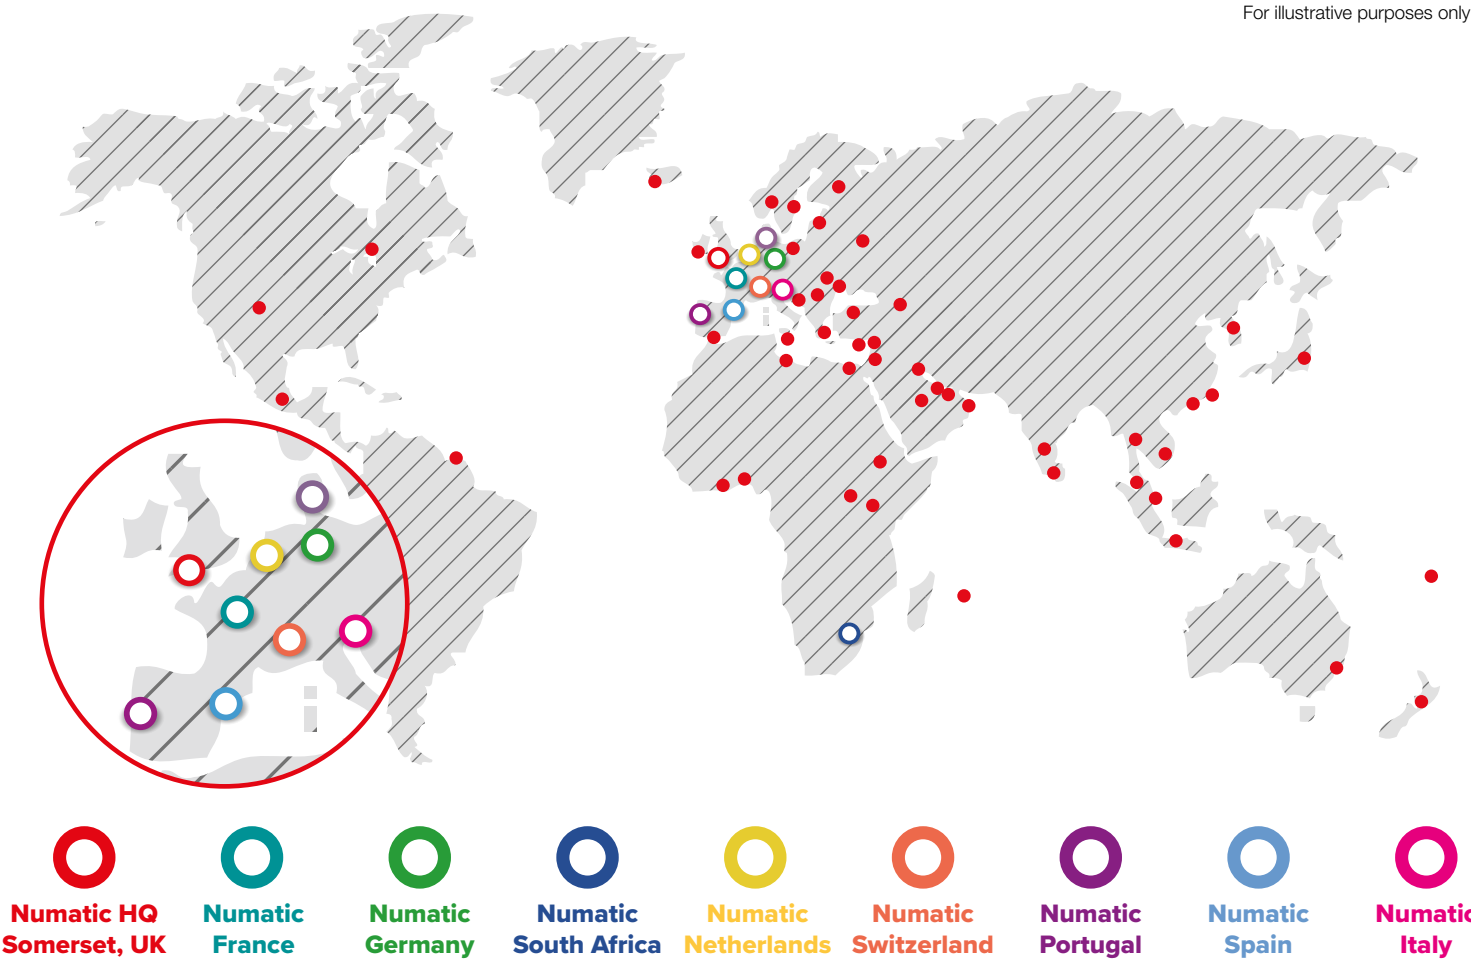 For illustrative purposes only
Numatic HQ
Somerset, UK
Numatic
France
Numatic
Germany
Numatic
South Africa
Numatic
Netherlands
Numatic
Switzerland
Numatic
Portugal
Numatic
Spain
Numatic
Italy